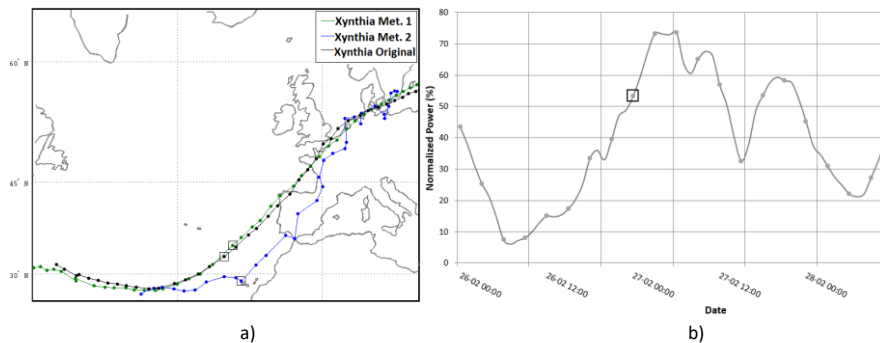 Xynthia Met. 1
Xynthia Met. 2
Xynthia Original
60° N
45° N
30° N
a)
80
70
60
50
40
30
20
10
0
Normalized Power (%)
26-02 00:00
26-02 12:00
27-02 00:00
27-02 12:00
28-02 00:00
Date
b)